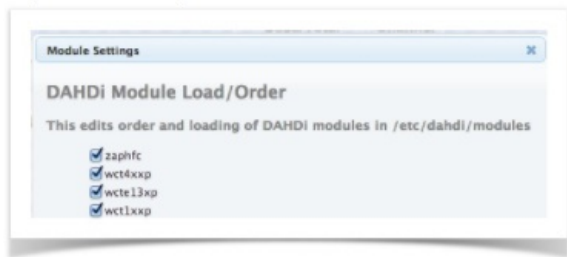 Module Settings
DAHDi Module Load/Order
This edits order and loading of DAHDi modules in /etc/dahdi/modules
zaphfc
wct4xxp
wcte13xp
wct1xxp